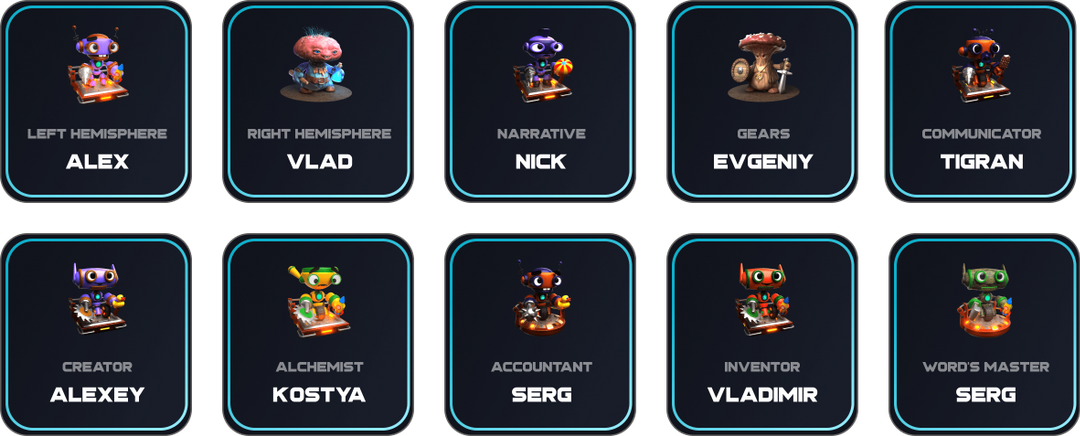 LEFT HEMISPHERE
ALEX
RIGHT HEMISPHERE
VLAD
NARRATIVE
NICK
GEARS
EVGENIY
COMMUNICATOR
TIGRAN
CREATOR
ALEXEY
ALCHEMIST
KOSTYA
ACCOUNTANT
SERG
INVENTOR
VLADIMIR
WORD'S MASTER
SERG